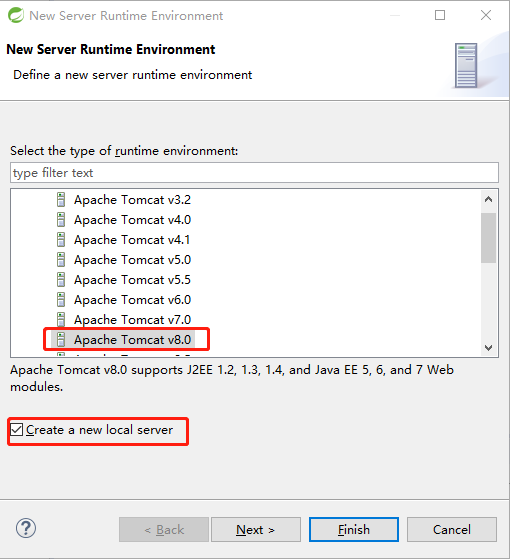 New Server Runtime Environment
New Server Runtime Environment
Define a new server runtime environment
Select the type of runtime environment:
type filter text
Apache Tomcat v3.2
Apache Tomcat v4.0
Apache Tomcat v4.1
Apache Tomcat v5.0
Apache Tomcat v5.5
Apache Tomcat v6.0
Apache Tomcat v7.0
Apache Tomcat v8.0
Apache Tomcat v8.0 supports J2EE 1.2, 1.3, 1.4, and Java EE 5, 6, and 7 Web
modules.
Create a new local server
? < Back Next > Finish Cancel